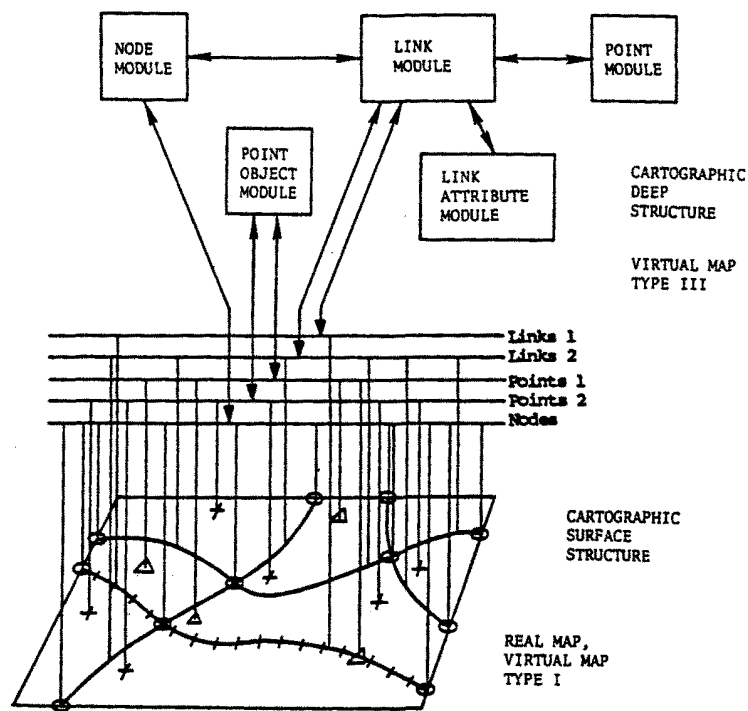 NODE
MODULE
LINK
MODULE
POINT
MODULE
POINT
OBJECT
MODULE
LINK
ATTRIBUTE
MODULE
CARTOGRAPHIC
DEEP
STRUCTURE
VIRTUAL MAP
TYPE III
Links 1
Links 2
Points 1
Points 2
Nodes
CARTOGRAPHIC
SURFACE
STRUCTURE
REAL MAP,
VIRTUAL MAP
TYPE I